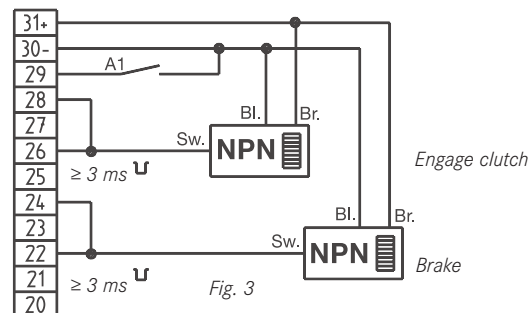 31+
30-
29 A1
28
27 Bl. Br.
26 Sw. NPN
Engage clutch
25 ≥ 3 ms
24
23 Bl. Br.
22 Sw. NPN
Brake
21 ≥ 3 ms Fig. 3
20